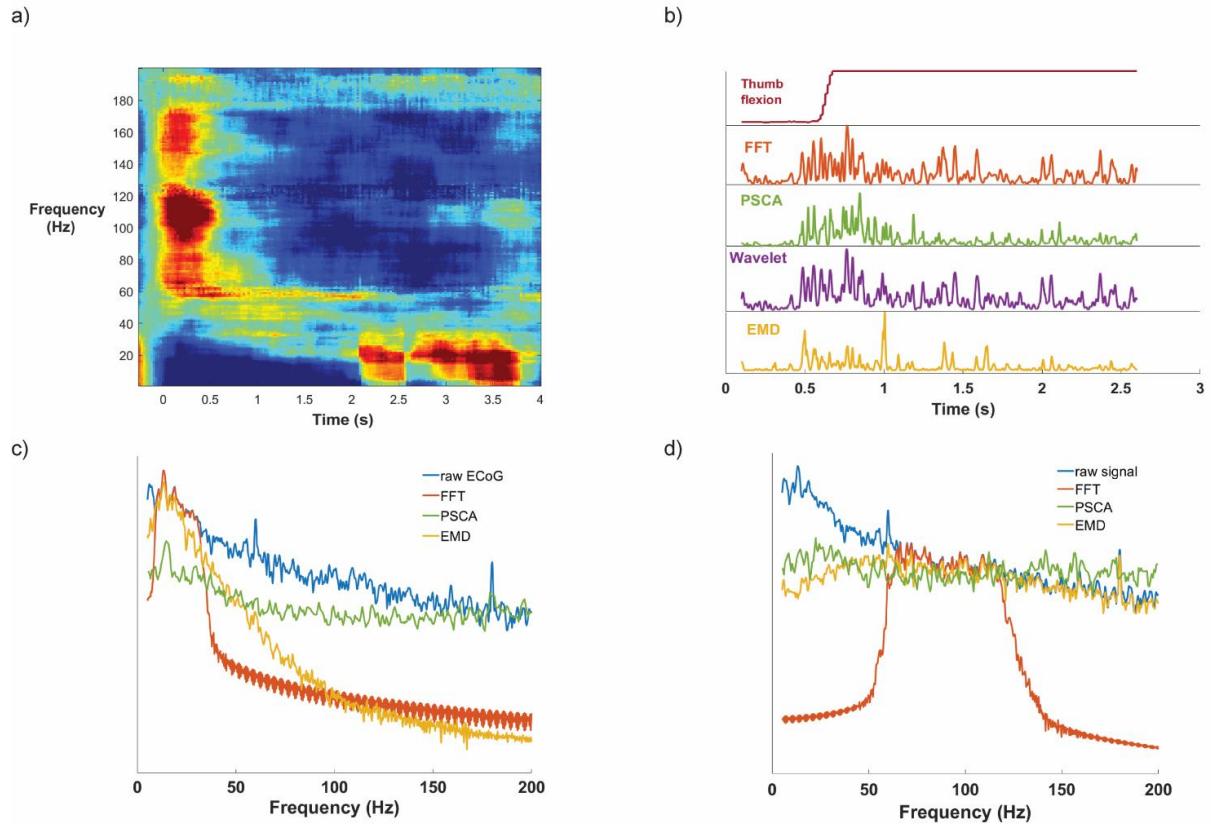 a)
180
160
140
120
100
80
60
40
20
Frequency
(Hz)
0 0.5 1 1.5 2 2.5 3 3.5 4
Time (s)
b)
Thumb
flexion
FFT
PSCA
Wavelet
EMD
0 0.5 1 1.5 2 2.5 3
Time (s)
c)
raw ECoG
FFT
PSCA
EMD
0 50 100 150 200
Frequency (Hz)
d)
raw signal
FFT
PSCA
EMD
0 50 100 150 200
Frequency (Hz)